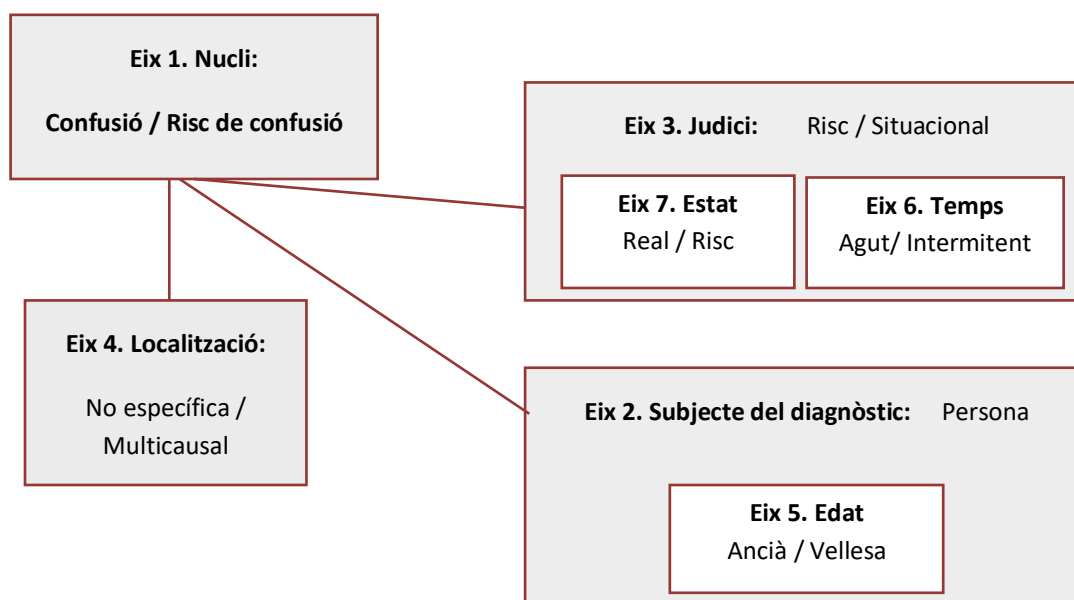 Eix 1. Nucli:
Confusió / Risc de confusió
Eix 3. Judici: Risc / Situacional
Eix 7. Estat
Real / Risc
Eix 6. Temps
Agut/ Intermitent
Eix 4. Localització:
No específica /
Multicausal
Eix 2. Subjecte del diagnòstic: Persona
Eix 5. Edat
Ancià / Vellesa